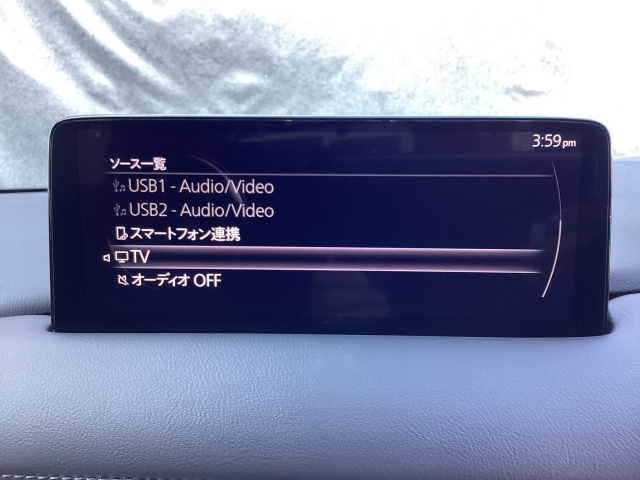 3:59pm
ソース一覧
USB1 - Audio/Video
USB2 - Audio/Video
スマートフォン連携
TV
オーディオ OFF